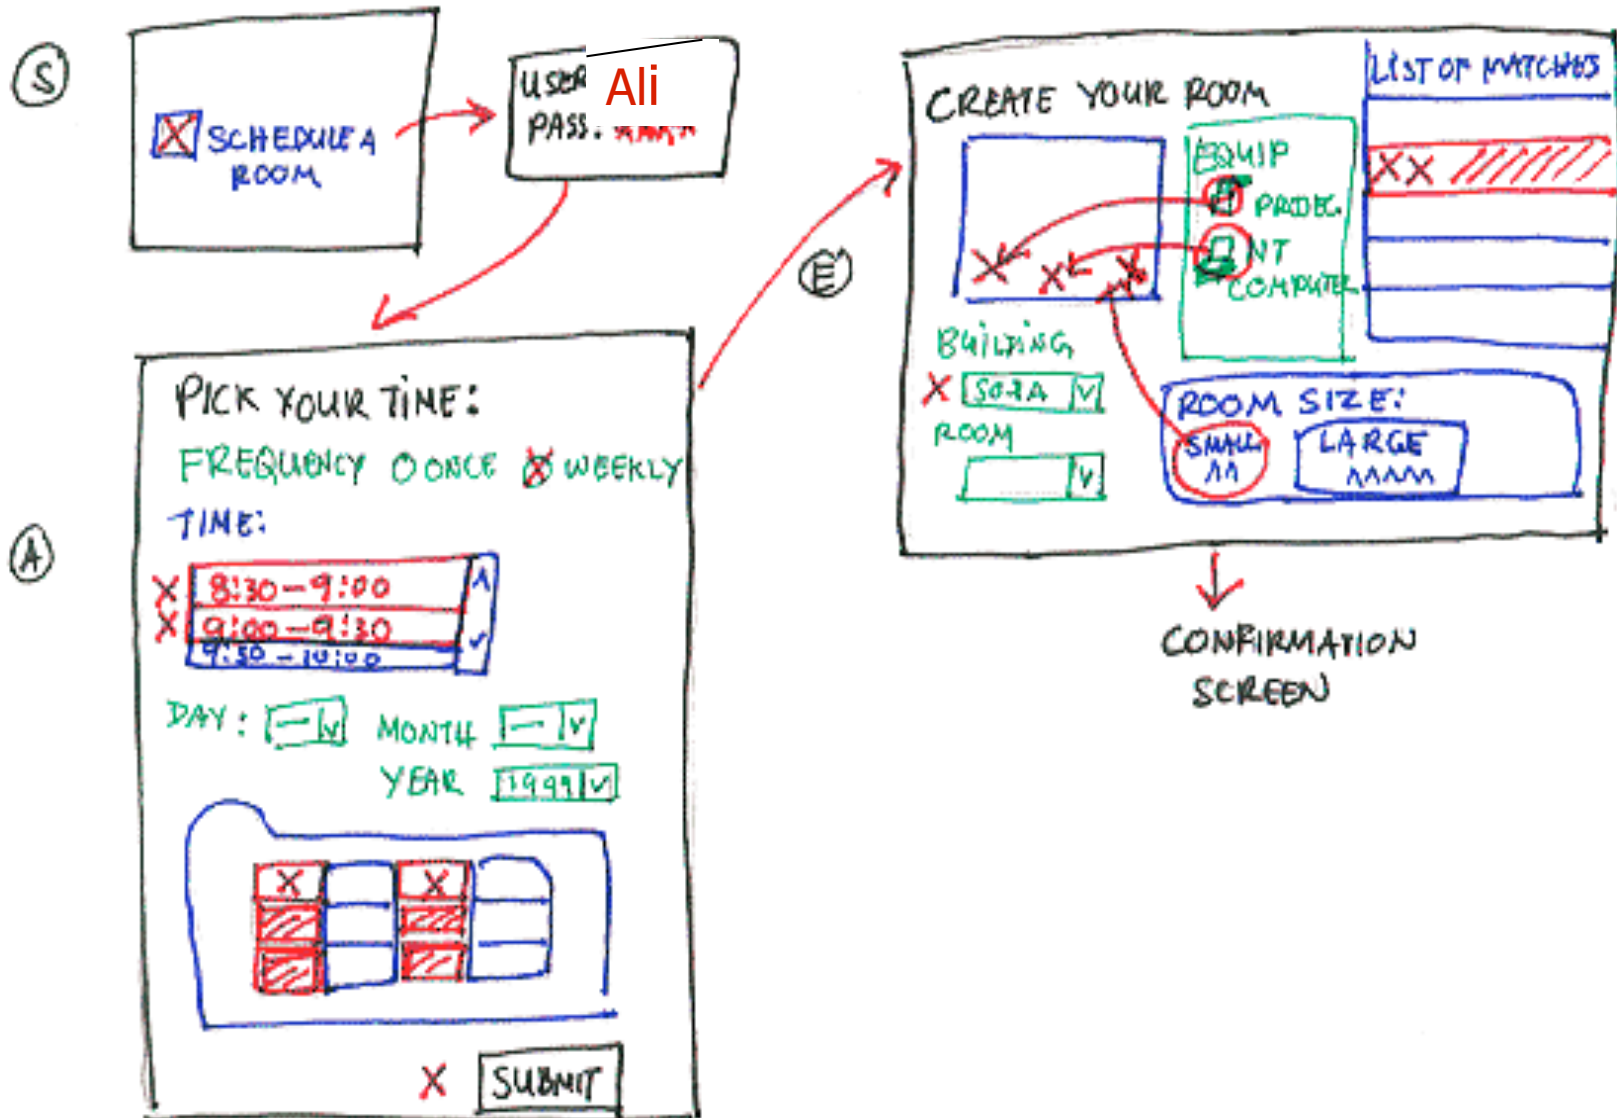 S
SCHEDULE A
ROOM
USER
Ali
PASS.
A
PICK YOUR TIME:
FREQUENCY ONCE WEEKLY
TIME:
8:30-9:00
9:00-9:30
9:30-10:00
DAY: MONTH
YEAR 1999
SUBMIT
E
CREATE YOUR ROOM
EQUIP
PROJEC.
NT
COMPUTER
LIST OF MATCHES
BUILDING
SODA
ROOM
ROOM SIZE:
SMALL LARGE
CONFIRMATION
SCREEN